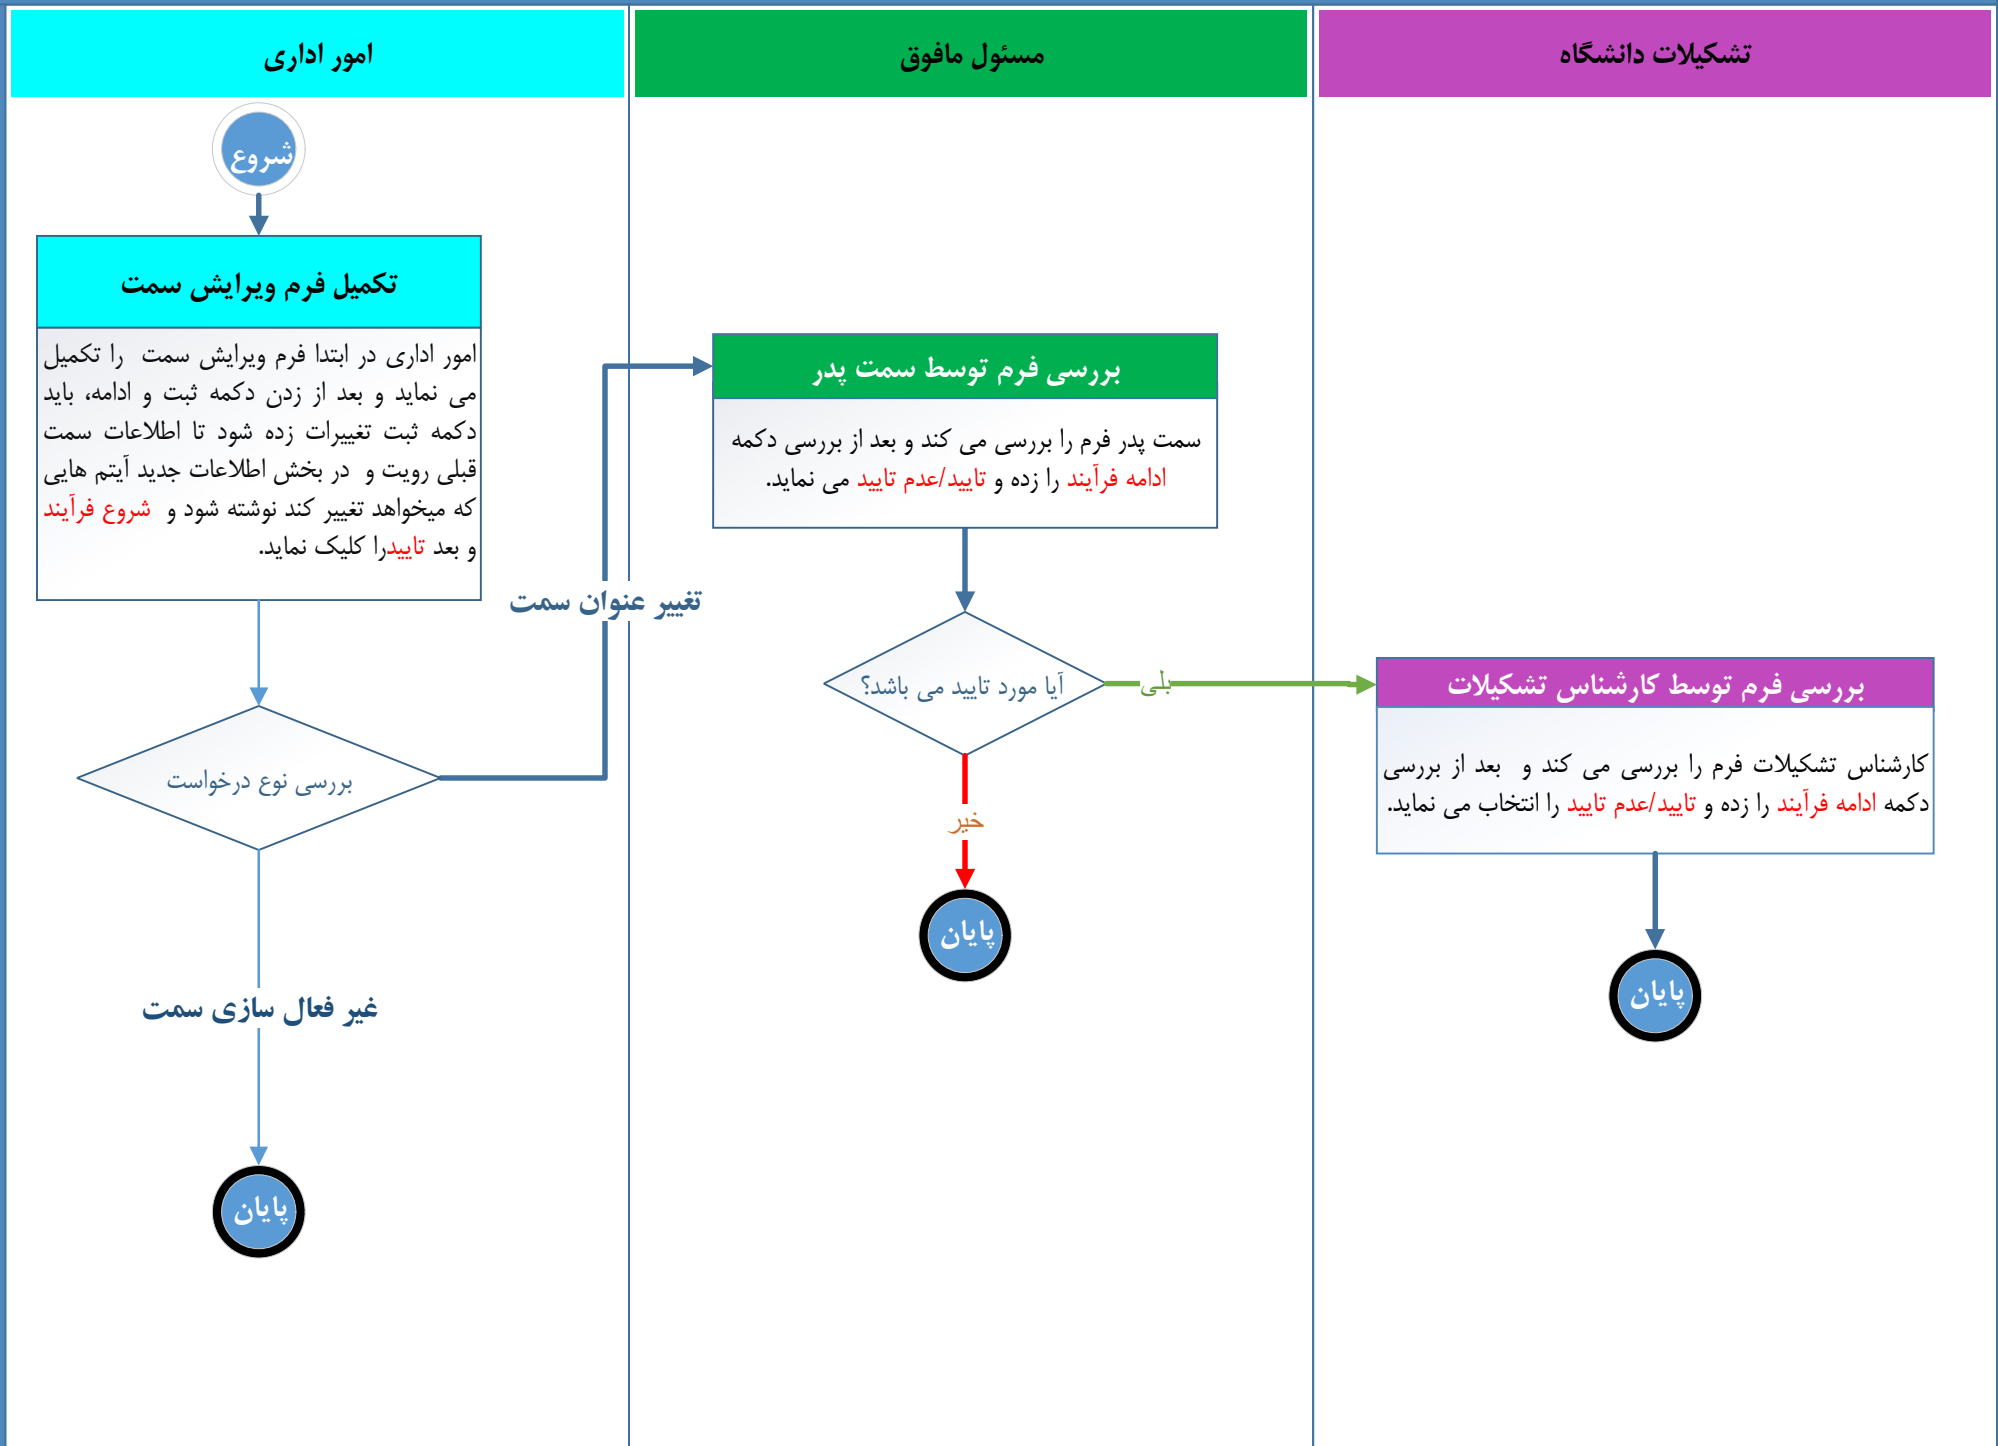 امور اداری
مسئول مافوق
تشکیلات دانشگاه
شروع
تکمیل فرم ویرایش سمت
امور اداری در ابتدا فرم ویرایش سمت را تکمیل
می نماید و بعد از زدن دکمه ثبت و ادامه، باید
دکمه ثبت تغییرات زده شود تا اطلاعات سمت
قبلی رویت و در بخش اطلاعات جدید آیتم هایی
که میخواهد تغییر کند نوشته شود و شروع فرآیند
و بعد تاییدرا کلیک نماید.
بررسی نوع درخواست
تغییر عنوان سمت
غیر فعال سازی سمت
پایان
بررسی فرم توسط سمت پدر
سمت پدر فرم را بررسی می کند و بعد از بررسی دکمه
ادامه فرآیند را زده و تایید/عدم تایید می نماید.
آیا مورد تایید می باشد؟
بلی
خیر
پایان
بررسی فرم توسط کارشناس تشکیلات
کارشناس تشکیلات فرم را بررسی می کند و بعد از بررسی
دکمه ادامه فرآیند را زده و تایید/عدم تایید را انتخاب می نماید.
پایان